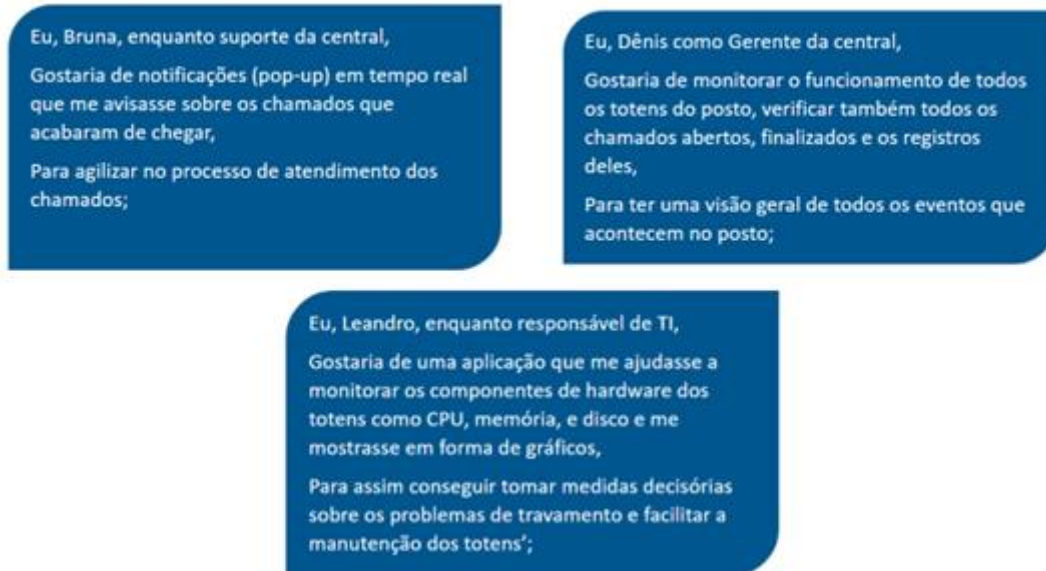 Eu, Bruna, enquanto suporte da central,
Gostaria de notificações (pop-up) em tempo real
que me avisasse sobre os chamados que
acabaram de chegar,
Para agilizar no processo de atendimento dos
chamados;
Eu, Dênis como Gerente da central,
Gostaria de monitorar o funcionamento de todos
os totens do posto, verificar também todos os
chamados abertos, finalizados e os registros
deles,
Para ter uma visão geral de todos os eventos que
acontecem no posto;
Eu, Leandro, enquanto responsável de TI,
Gostaria de uma aplicação que me ajudasse a
monitorar os componentes de hardware dos
totens como CPU, memória, e disco e me
mostrasse em forma de gráficos,
Para assim conseguir tomar medidas decisórias
sobre os problemas de travamento e facilitar a
manutenção dos totens’;